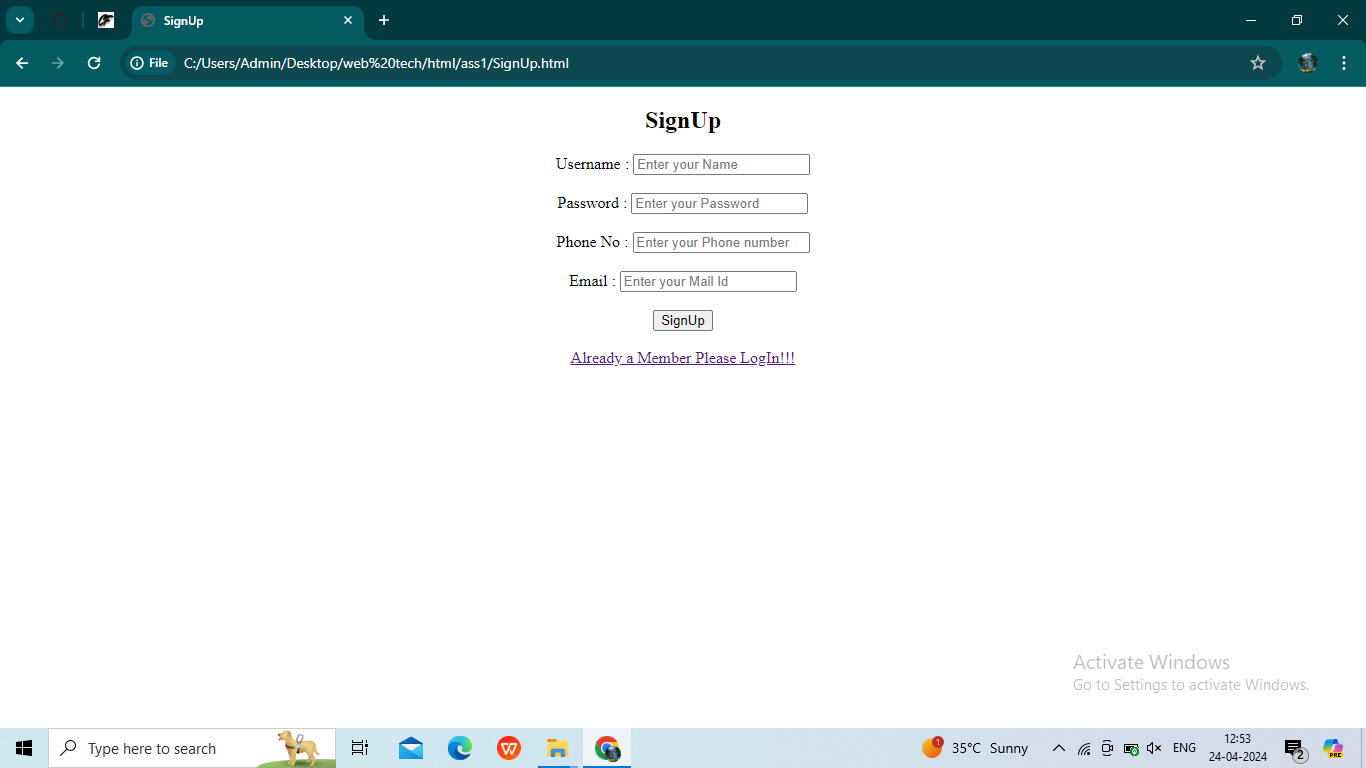 SignUp
File C:/Users/Admin/Desktop/web%20tech/html/ass1/SignUp.html
SignUp
Username : Enter your Name
Password : Enter your Password
Phone No : Enter your Phone number
Email : Enter your Mail Id
SignUp
Already a Member Please LogIn!!!
Activate Windows
Go to Settings to activate Windows.
Type here to search
W
1
35°C Sunny
ENG
12:53
24-04-2024
2
PRE